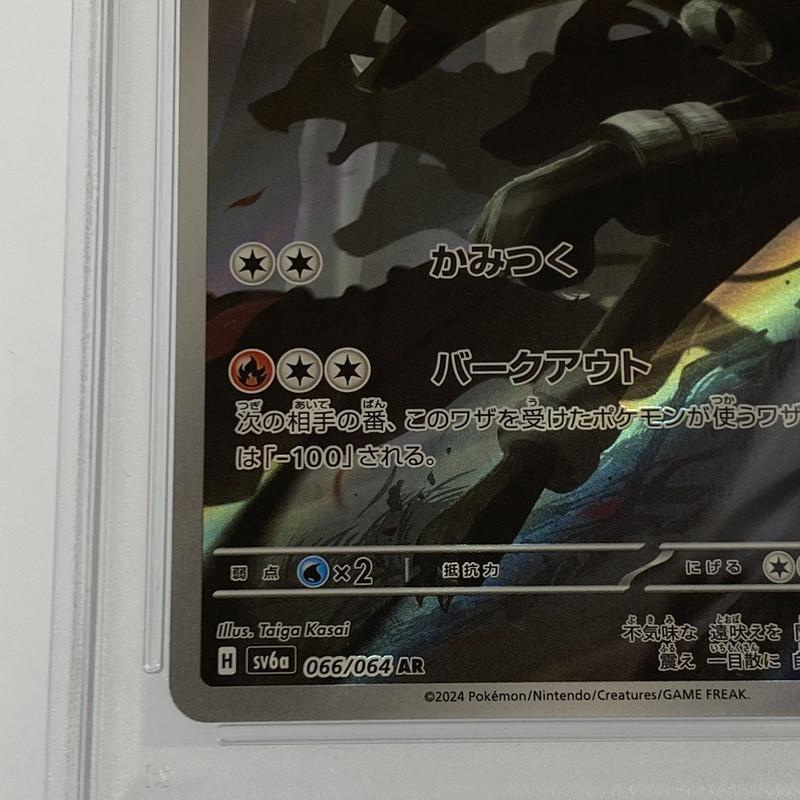 かみつく
バークアウト
次の相手の番、このワザを受けたポケモンが使うワザ
は「-100」される。
弱点 ×2 抵抗力 にげる
不気味な 遠吠えを
Illus. Taiga Kasai
震え 一目散に
H sv6a 066/064 AR
©2024 Pokémon/Nintendo/Creatures/GAME FREAK.